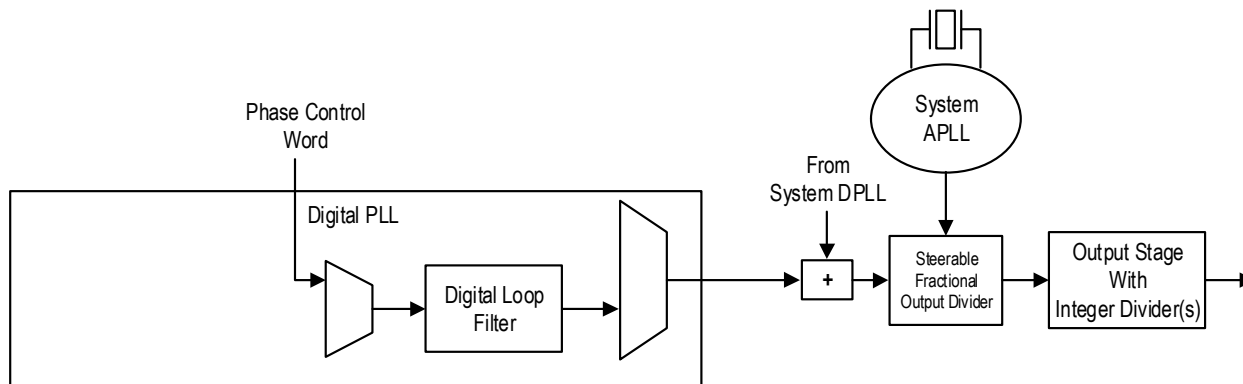 System
APLL
Phase Control
Word
From
System DPLL
Digital PLL
Steerable
Fractional
Output Divider
Output Stage
With
Integer Divider(s)
+
Digital Loop
Filter